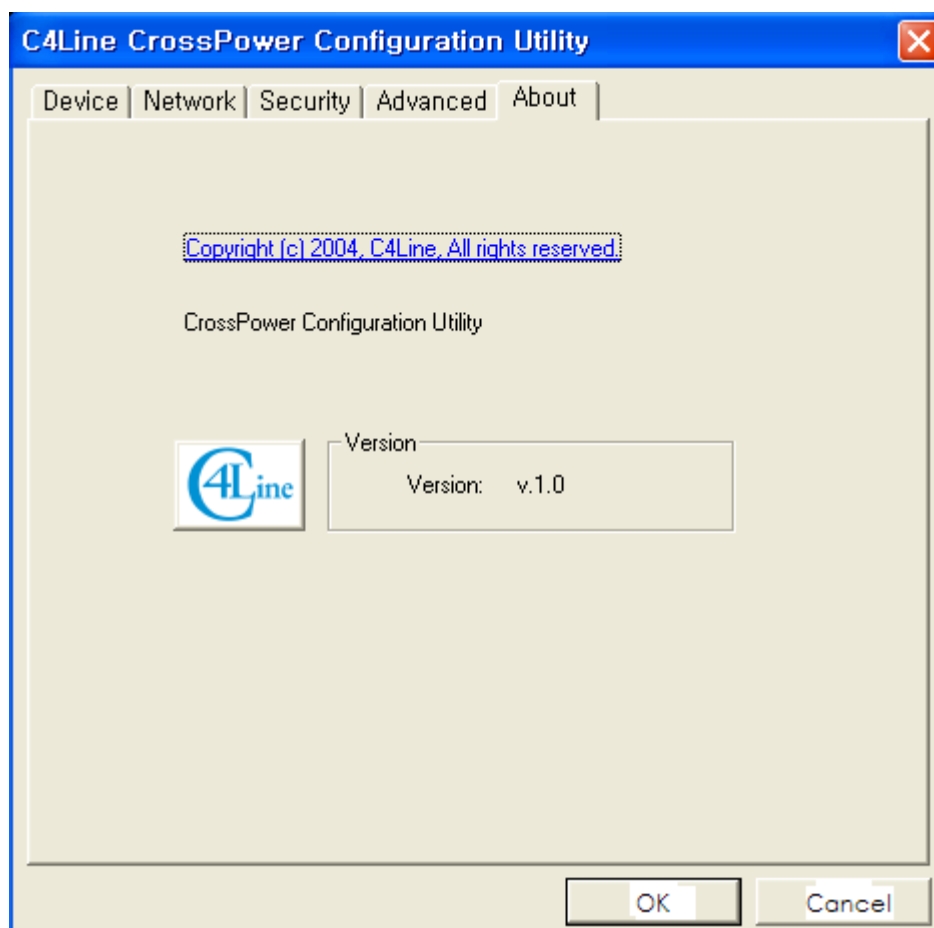 C4Line CrossPower Configuration Utility
Device Network Security Advanced About
Copyright (c) 2004, C4Line, All rights reserved.
CrossPower Configuration Utility
C4Line
Version
Version: v.1.0
OK Cancel